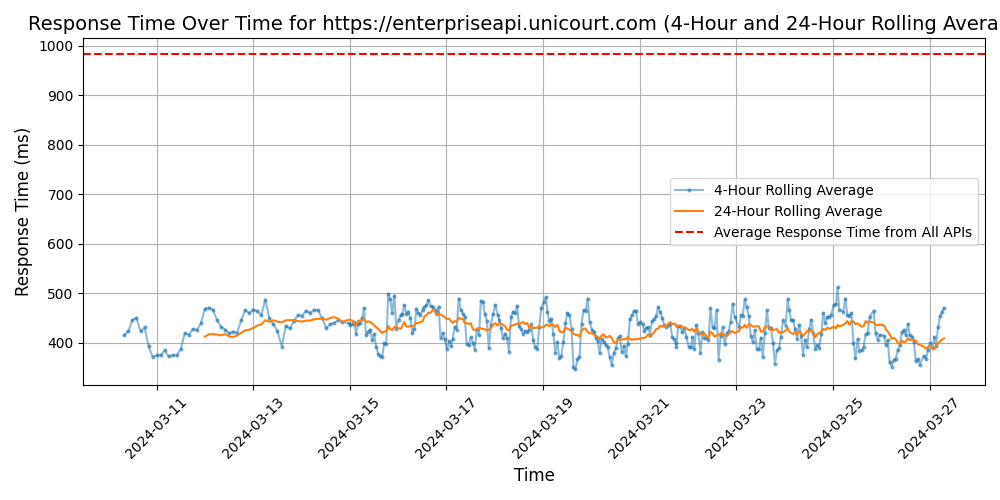 Response Time Over Time for https://enterpriseapi.unicourt.com (4-Hour and 24-Hour Rolling Avera
1000
900
800
700
600
500
400
Response Time (ms)
4-Hour Rolling Average
24-Hour Rolling Average
Average Response Time from All APIs
2024-03-11
2024-03-13
2024-03-15
2024-03-17
2024-03-19
2024-03-21
2024-03-23
2024-03-25
2024-03-27
Time